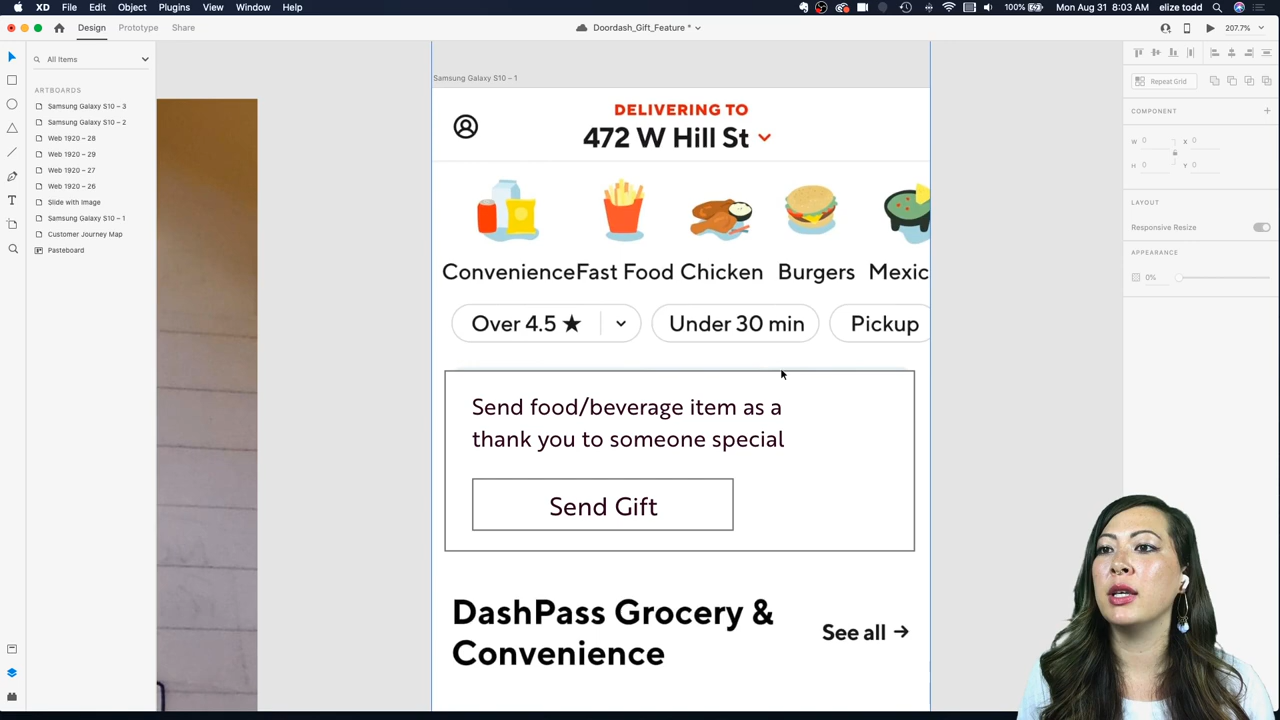 XD File Edit Object Plugins View Window Help
100% Mon Aug 31 8:03 AM elize todd
Design Prototype Share
Doordash_Gift_Feature *
207.7%
All Items
ARTBOARDS
Samsung Galaxy S10 – 3
Samsung Galaxy S10 – 2
Web 1920 – 28
Web 1920 – 29
Web 1920 – 27
Web 1920 – 26
Slide with Image
Samsung Galaxy S10 – 1
Customer Journey Map
Pasteboard
Samsung Galaxy S10 – 1
DELIVERING TO
472 W Hill St
Convenience Fast Food Chicken Burgers Mexic
Over 4.5 ★ Under 30 min Pickup
Send food/beverage item as a
thank you to someone special
Send Gift
DashPass Grocery &
Convenience
See all →
Repeat Grid
COMPONENT
W 0 X 0
H 0 Y 0
LAYOUT
Responsive Resize
APPEARANCE
0%